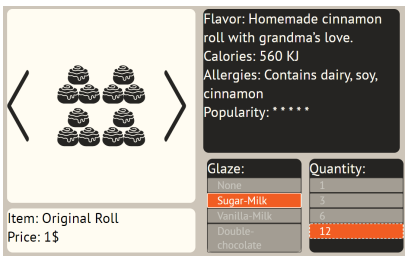 Flavor: Homemade cinnamon
roll with grandma's love.
Calories: 560 KJ
Allergies: Contains dairy, soy,
cinnamon
Popularity: * * * * *
Item: Original Roll
Price: 1$
Glaze:
None
Sugar-Milk
Vanilla-Milk
Double-
chocolate
Quantity:
1
3
6
12